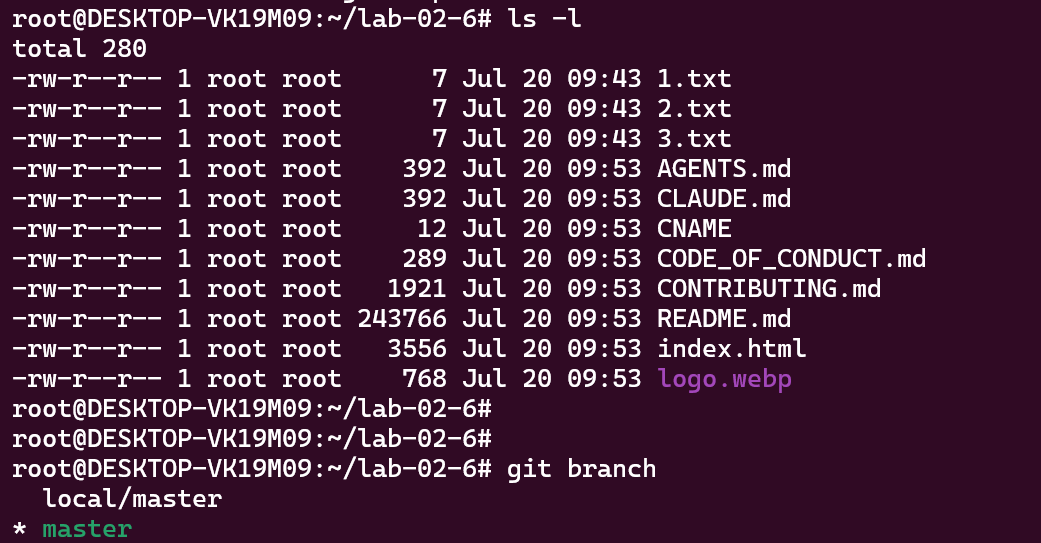 root@DESKTOP-VK19M09:~/lab-02-6# ls -l
total 280
-rw-r--r-- 1 root root      7 Jul 20 09:43 1.txt
-rw-r--r-- 1 root root      7 Jul 20 09:43 2.txt
-rw-r--r-- 1 root root      7 Jul 20 09:43 3.txt
-rw-r--r-- 1 root root    392 Jul 20 09:53 AGENTS.md
-rw-r--r-- 1 root root    392 Jul 20 09:53 CLAUDE.md
-rw-r--r-- 1 root root     12 Jul 20 09:53 CNAME
-rw-r--r-- 1 root root    289 Jul 20 09:53 CODE_OF_CONDUCT.md
-rw-r--r-- 1 root root   1921 Jul 20 09:53 CONTRIBUTING.md
-rw-r--r-- 1 root root 243766 Jul 20 09:53 README.md
-rw-r--r-- 1 root root   3556 Jul 20 09:53 index.html
-rw-r--r-- 1 root root    768 Jul 20 09:53 logo.webp
root@DESKTOP-VK19M09:~/lab-02-6#
root@DESKTOP-VK19M09:~/lab-02-6#
root@DESKTOP-VK19M09:~/lab-02-6# git branch
  local/master
* master